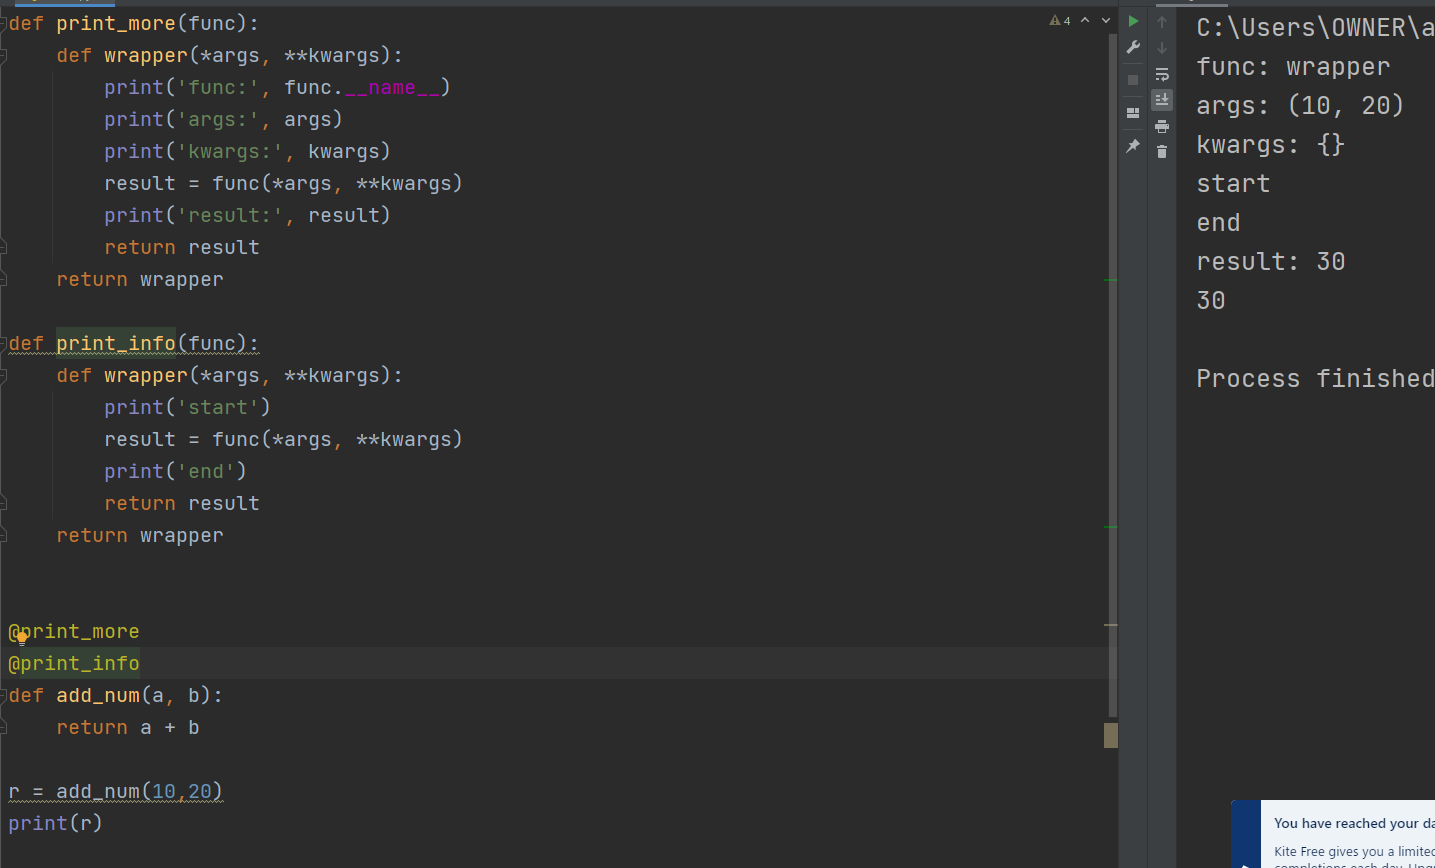 def print_more(func):
    def wrapper(*args, **kwargs):
        print('func:', func.__name__)
        print('args:', args)
        print('kwargs:', kwargs)
        result = func(*args, **kwargs)
        print('result:', result)
        return result
    return wrapper
def print_info(func):
    def wrapper(*args, **kwargs):
        print('start')
        result = func(*args, **kwargs)
        print('end')
        return result
    return wrapper
@print_more
@print_info
def add_num(a, b):
    return a + b
r = add_num(10,20)
print(r)
4
C:\Users\OWNER\a
func: wrapper
args: (10, 20)
kwargs: {}
start
end
result: 30
30
Process finished
You have reached your da
Kite Free gives you a limited
completions each day.